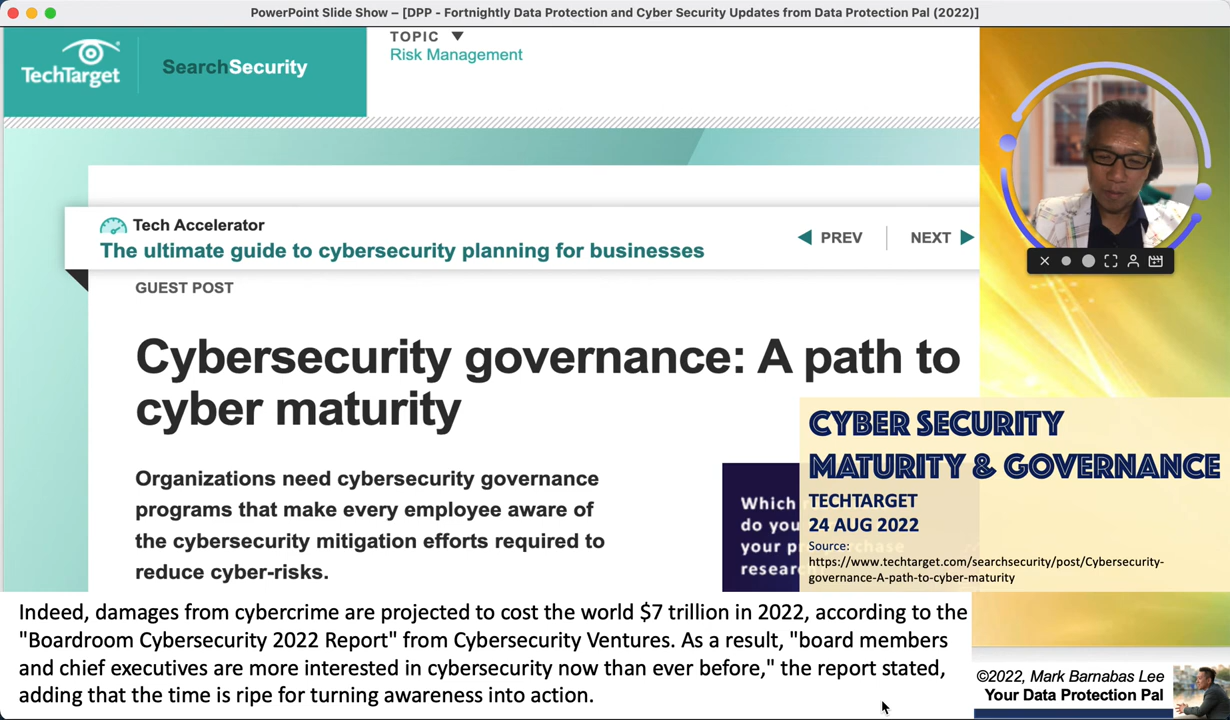 PowerPoint Slide Show – [DPP - Fortnightly Data Protection and Cyber Security Updates from Data Protection Pal (2022)]
TechTarget
SearchSecurity
TOPIC
Risk Management
Tech Accelerator
The ultimate guide to cybersecurity planning for businesses
PREV
NEXT
GUEST POST
Cybersecurity governance: A path to
cyber maturity
Organizations need cybersecurity governance
programs that make every employee aware of
the cybersecurity mitigation efforts required to
reduce cyber-risks.
Which
do you
your pr chase
resear
CYBER SECURITY
MATURITY & GOVERNANCE
TECHTARGET
24 AUG 2022
Source:
https://www.techtarget.com/searchsecurity/post/Cybersecurity-
governance-A-path-to-cyber-maturity
Indeed, damages from cybercrime are projected to cost the world $7 trillion in 2022, according to the
"Boardroom Cybersecurity 2022 Report" from Cybersecurity Ventures. As a result, "board members
and chief executives are more interested in cybersecurity now than ever before," the report stated,
adding that the time is ripe for turning awareness into action.
©2022, Mark Barnabas Lee
Your Data Protection Pal